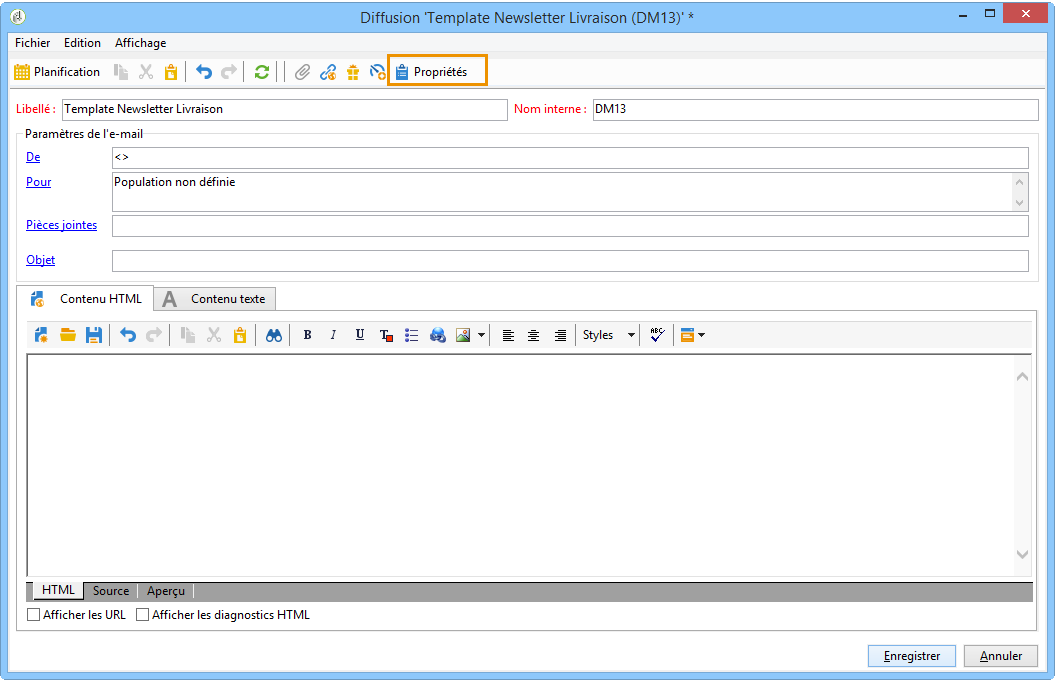 Diffusion 'Template Newsletter Livraison (DM13)' *
Fichier Edition Affichage
Planification Propriétés
Libellé : Template Newsletter Livraison Nom interne : DM13
Paramètres de l'e-mail
De <>
Pour Population non définie
Pièces jointes
Objet
Contenu HTML A Contenu texte
B I U T Styles ABC
HTML Source Aperçu
Afficher les URL Afficher les diagnostics HTML
Enregistrer Annuler